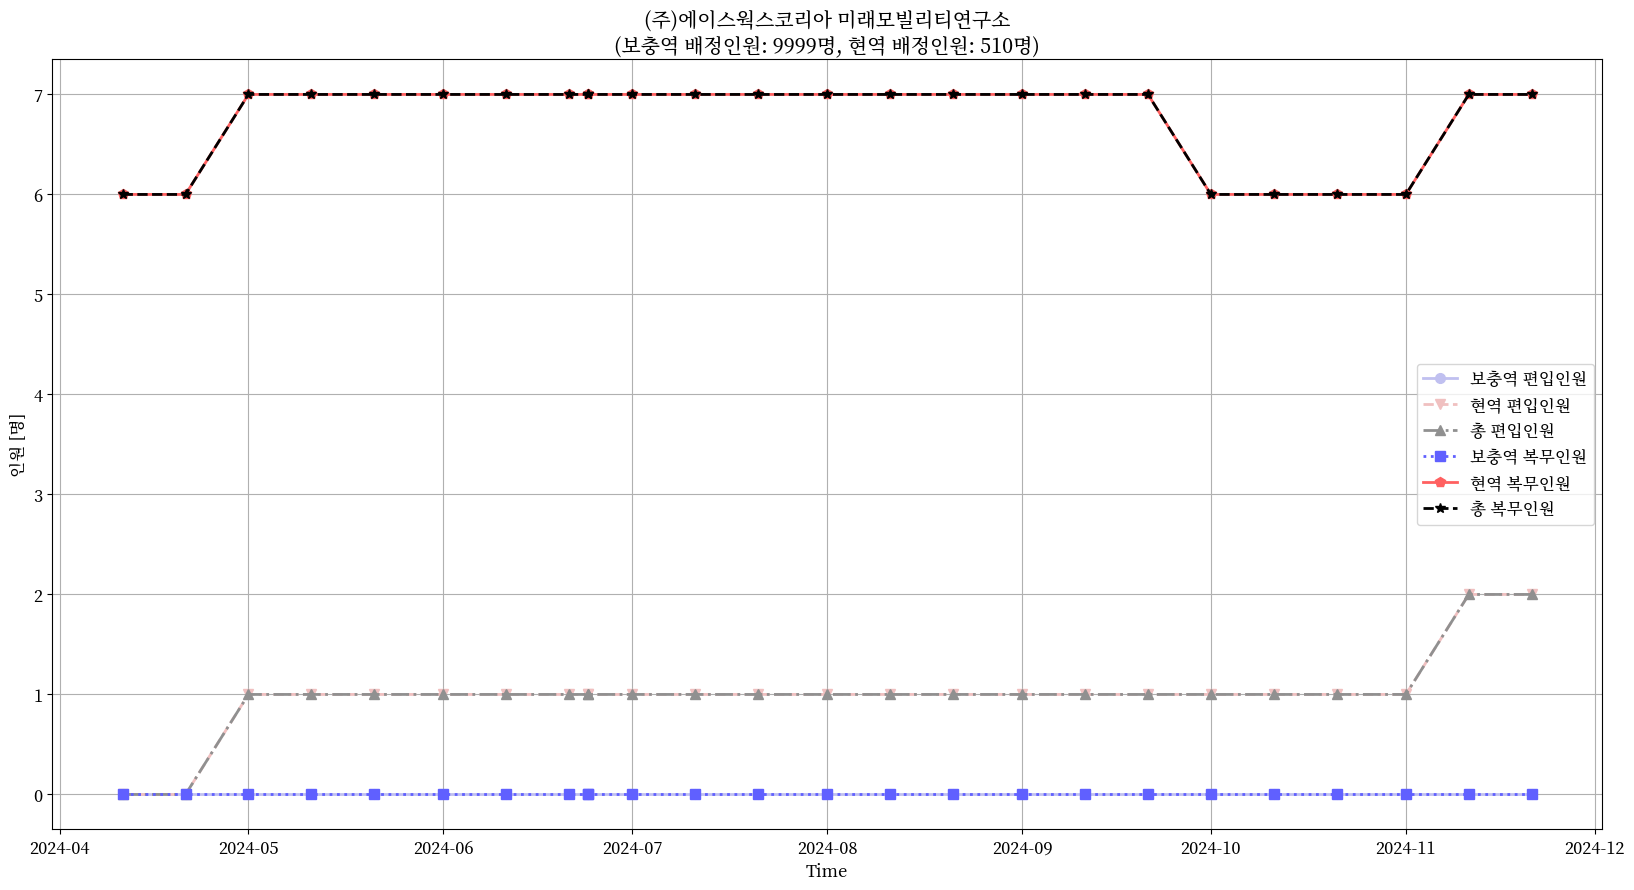 (주)에이스웍스코리아 미래모빌리티연구소
(보충역 배정인원: 9999명, 현역 배정인원: 510명)
7
6
5
4
3
2
1
0
인원 [명]
보충역 편입인원
현역 편입인원
총 편입인원
보충역 복무인원
현역 복무인원
총 복무인원
2024-04 2024-05 2024-06 2024-07 2024-08 2024-09 2024-10 2024-11 2024-12
Time